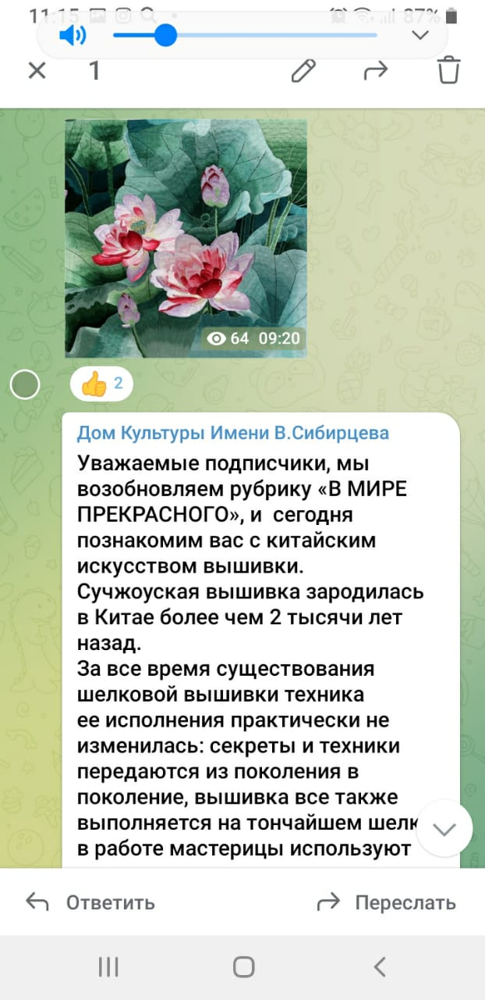 11:15
87%
1
64 09:20
2
Дом Культуры Имени В.Сибирцева
Уважаемые подписчики, мы
возобновляем рубрику «В МИРЕ
ПРЕКРАСНОГО», и сегодня
познакомим вас с китайским
искусством вышивки.
Сучжоуская вышивка зародилась
в Китае более чем 2 тысячи лет
назад.
За все время существования
шелковой вышивки техника
ее исполнения практически не
изменилась: секреты и техники
передаются из поколения в
поколение, вышивка все также
выполняется на тончайшем шелк
в работе мастерицы используют
Ответить
Переслать